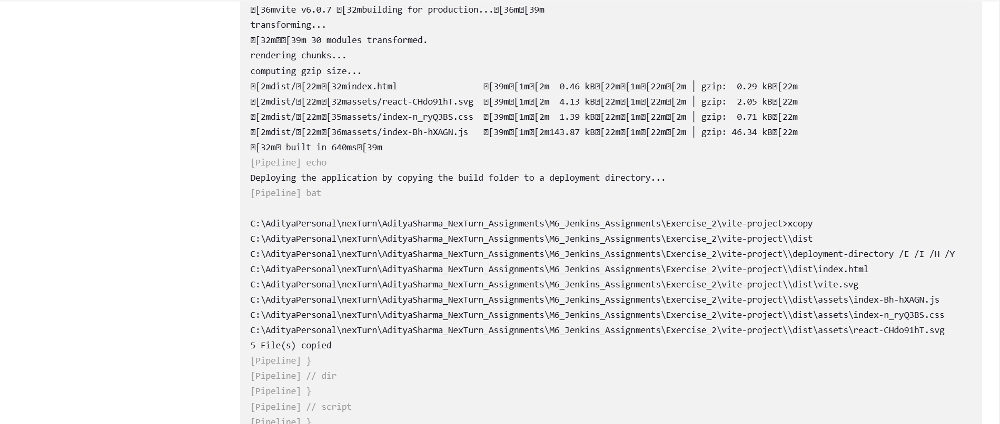 [36mvite v6.0.7 [32mbuilding for production...[36m[39m
transforming...
[32m[39m 30 modules transformed.
rendering chunks...
computing gzip size...
[2mdist/[22m[32mindex.html [39m[1m[2m 0.46 kB[22m[1m[22m[2m │ gzip: 0.29 kB[22m
[2mdist/[22m[32massets/react-CHdo91hT.svg [39m[1m[2m 4.13 kB[22m[1m[22m[2m │ gzip: 2.05 kB[22m
[2mdist/[22m[35massets/index-n_ryQ3BS.css [39m[1m[2m 1.39 kB[22m[1m[22m[2m │ gzip: 0.71 kB[22m
[2mdist/[22m[36massets/index-Bh-hXAGN.js [39m[1m[2m143.87 kB[22m[1m[22m[2m │ gzip: 46.34 kB[22m
[32m built in 640ms[39m
[Pipeline] echo
Deploying the application by copying the build folder to a deployment directory...
[Pipeline] bat
C:\AdityaPersonal\nexTurn\AdityaSharma_NexTurn_Assignments\M6_Jenkins_Assignments\Exercise_2\vite-project>xcopy
C:\AdityaPersonal\nexTurn\AdityaSharma_NexTurn_Assignments\M6_Jenkins_Assignments\Exercise_2\vite-project\\dist
C:\AdityaPersonal\nexTurn\AdityaSharma_NexTurn_Assignments\M6_Jenkins_Assignments\Exercise_2\vite-project\\deployment-directory /E /I /H /Y
C:\AdityaPersonal\nexTurn\AdityaSharma_NexTurn_Assignments\M6_Jenkins_Assignments\Exercise_2\vite-project\\dist\index.html
C:\AdityaPersonal\nexTurn\AdityaSharma_NexTurn_Assignments\M6_Jenkins_Assignments\Exercise_2\vite-project\\dist\vite.svg
C:\AdityaPersonal\nexTurn\AdityaSharma_NexTurn_Assignments\M6_Jenkins_Assignments\Exercise_2\vite-project\\dist\assets\index-Bh-hXAGN.js
C:\AdityaPersonal\nexTurn\AdityaSharma_NexTurn_Assignments\M6_Jenkins_Assignments\Exercise_2\vite-project\\dist\assets\index-n_ryQ3BS.css
C:\AdityaPersonal\nexTurn\AdityaSharma_NexTurn_Assignments\M6_Jenkins_Assignments\Exercise_2\vite-project\\dist\assets\react-CHdo91hT.svg
5 File(s) copied
[Pipeline] }
[Pipeline] // dir
[Pipeline] }
[Pipeline] // script
[Pipeline] }